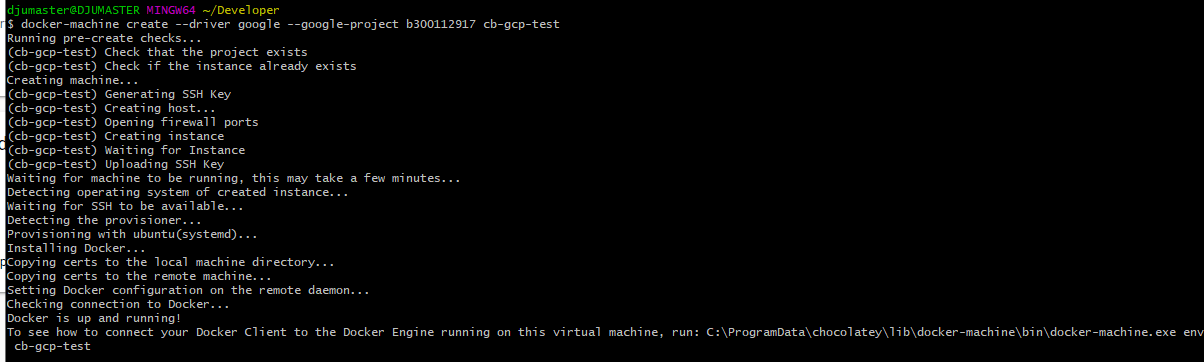 djumaster@DJUMASTER MINGW64 ~/Developer
$ docker-machine create --driver google --google-project b300112917 cb-gcp-test
Running pre-create checks...
(cb-gcp-test) Check that the project exists
(cb-gcp-test) Check if the instance already exists
Creating machine...
(cb-gcp-test) Generating SSH Key
(cb-gcp-test) Creating host...
(cb-gcp-test) Opening firewall ports
(cb-gcp-test) Creating instance
(cb-gcp-test) Waiting for Instance
(cb-gcp-test) Uploading SSH Key
Waiting for machine to be running, this may take a few minutes...
Detecting operating system of created instance...
Waiting for SSH to be available...
Detecting the provisioner...
Provisioning with ubuntu(systemd)...
Installing Docker...
Copying certs to the local machine directory...
Copying certs to the remote machine...
Setting Docker configuration on the remote daemon...
Checking connection to Docker...
Docker is up and running!
To see how to connect your Docker Client to the Docker Engine running on this virtual machine, run: C:\ProgramData\chocolatey\lib\docker-machine\bin\docker-machine.exe env
cb-gcp-test